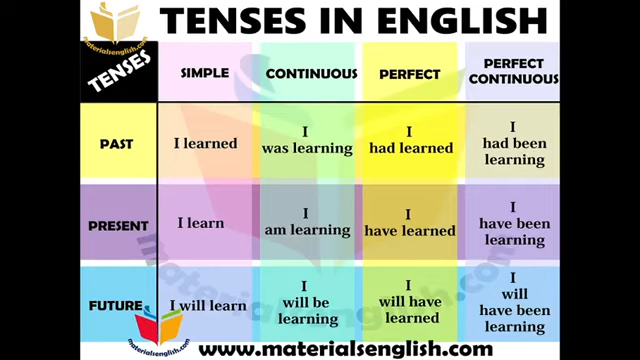 TENSES IN ENGLISH
materialsenglish.com
TENSES
SIMPLE
CONTINUOUS
PERFECT
PERFECT
CONTINUOUS
PAST
I learned
I
was learning
I
had learned
I
had been
learning
PRESENT
I learn
I
am learning
I
have learned
I
have been
learning
FUTURE
I will learn
I
will be
learning
I
will have
learned
I
will
have been
learning
materialsenglish.com
materialsenglish.com
www.materialsenglish.com